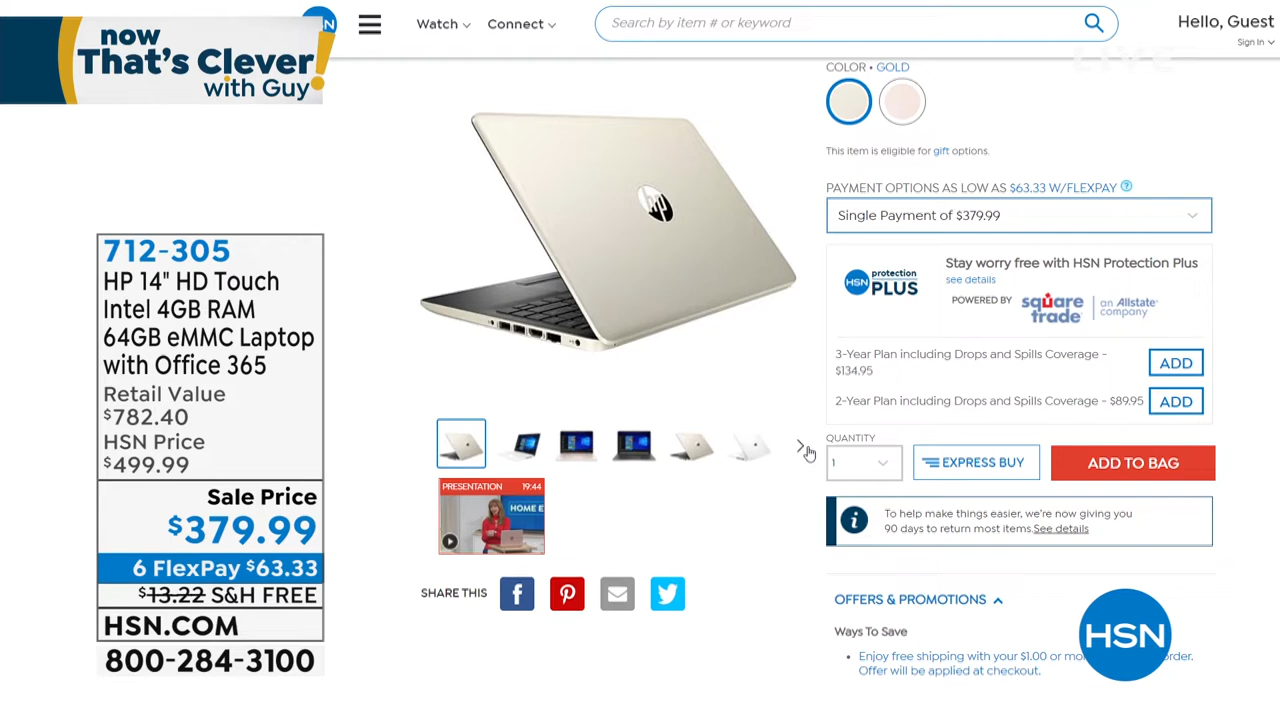 now
That's Clever!
with Guy
N
Watch
Connect
Search by item # or keyword
Hello, Guest
Sign In
LIVE
COLOR • GOLD
This item is eligible for gift options.
PAYMENT OPTIONS AS LOW AS $63.33 W/FLEXPAY ?
Single Payment of $379.99
HSN protection PLUS
Stay worry free with HSN Protection Plus
see details
POWERED BY square trade | an Allstate company
3-Year Plan including Drops and Spills Coverage -
$134.95
ADD
2-Year Plan including Drops and Spills Coverage - $89.95
ADD
QUANTITY
1
EXPRESS BUY
ADD TO BAG
To help make things easier, we're now giving you
90 days to return most items.See details
OFFERS & PROMOTIONS
Ways To Save
• Enjoy free shipping with your $1.00 or order.
Offer will be applied at checkout.
HSN
hp
PRESENTATION 19:44
HOME E
SHARE THIS
712-305
HP 14" HD Touch
Intel 4GB RAM
64GB eMMC Laptop
with Office 365
Retail Value
$782.40
HSN Price
$499.99
Sale Price
$379.99
6 FlexPay $63.33
$13.22 S&H FREE
HSN.COM
800-284-3100